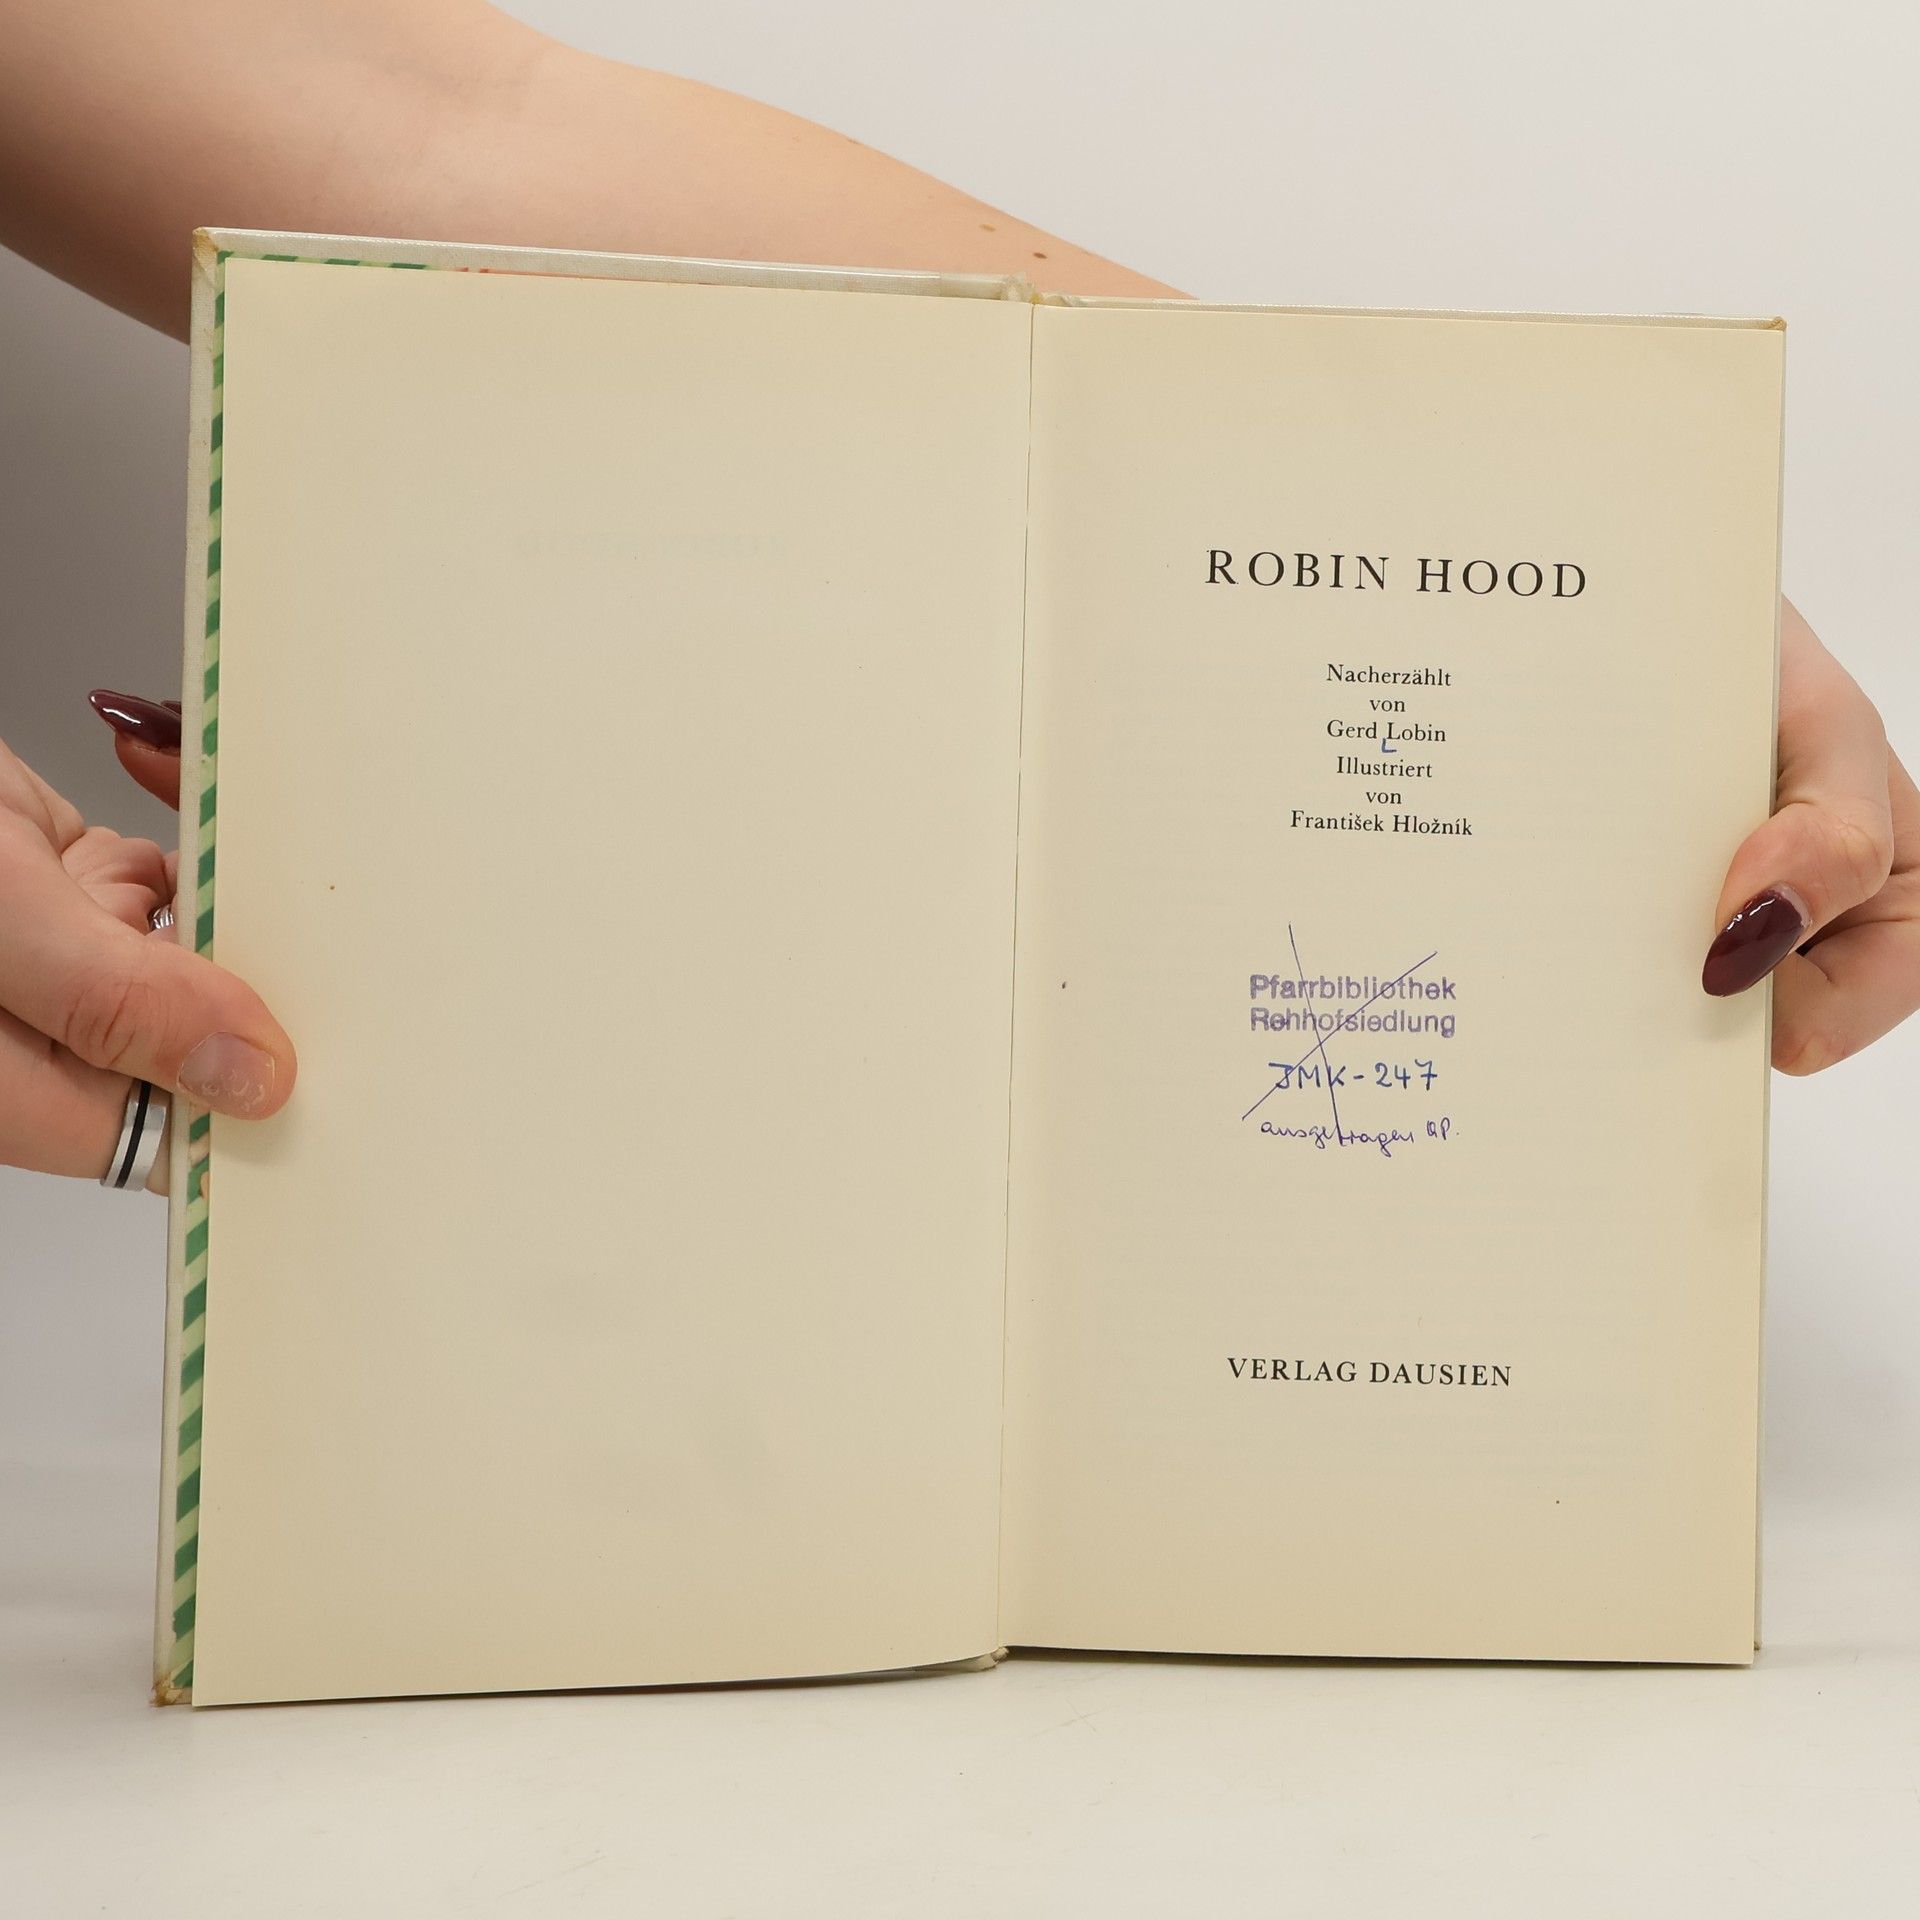 ROBIN HOOD
Nacherzählt
von
Gerd Lobin
L
Illustriert
von
František Hložník
Pfarrbibliothek
Rehhofsiedlung
JMK-247
ausgetragen
VERLAG DAUSIEN